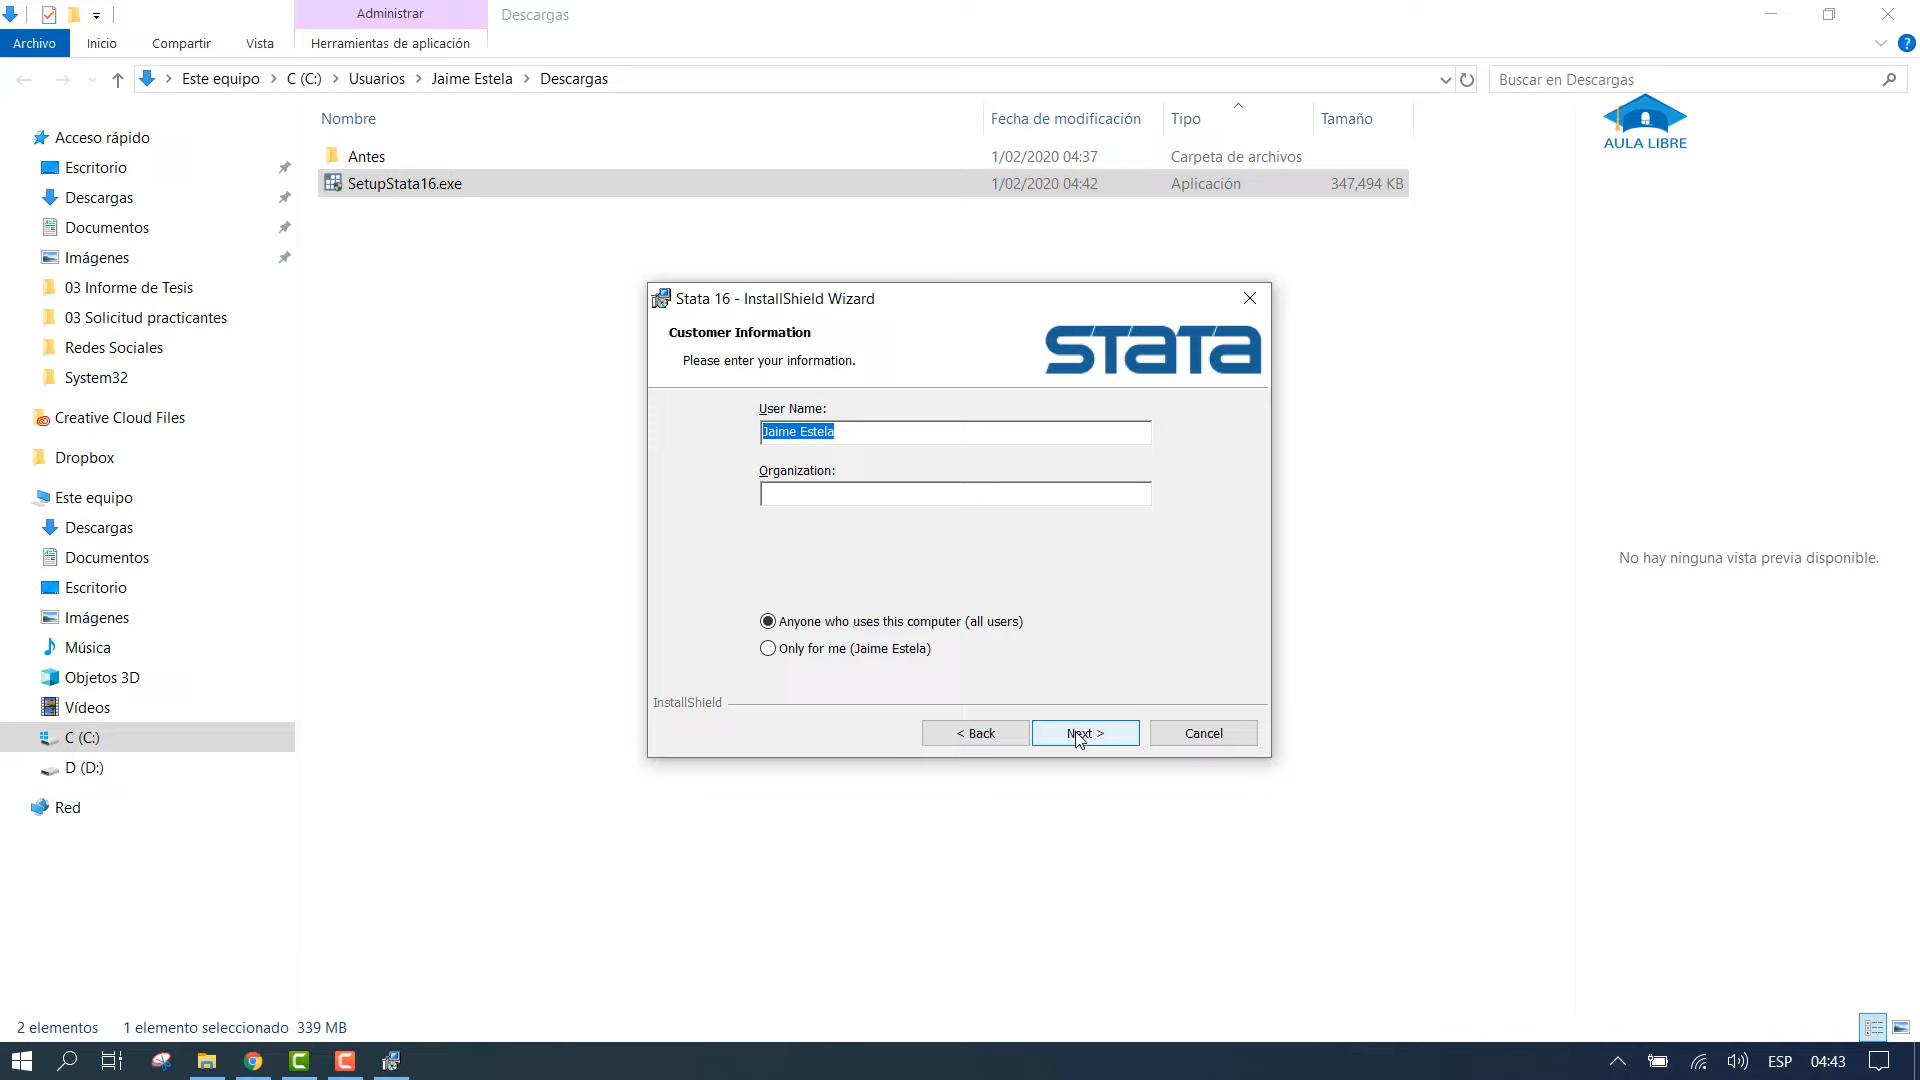 Administrar
Descargas
Archivo
Inicio
Compartir
Vista
Herramientas de aplicación
Este equipo
C (C:)
Usuarios
Jaime Estela
Descargas
Buscar en Descargas
Nombre
Fecha de modificación
Tipo
Tamaño
AULA LIBRE
Antes
1/02/2020 04:37
Carpeta de archivos
SetupStata16.exe
1/02/2020 04:42
Aplicación
347,494 KB
Acceso rápido
Escritorio
Descargas
Documentos
Imágenes
03 Informe de Tesis
03 Solicitud practicantes
Redes Sociales
System32
Creative Cloud Files
Dropbox
Este equipo
Descargas
Documentos
Escritorio
Imágenes
Música
Objetos 3D
Vídeos
C (C:)
D (D:)
Red
Stata 16 - InstallShield Wizard
Customer Information
Please enter your information.
stata
User Name:
Jaime Estela
Organization:
Anyone who uses this computer (all users)
Only for me (Jaime Estela)
InstallShield
< Back
Next >
Cancel
No hay ninguna vista previa disponible.
2 elementos
1 elemento seleccionado 339 MB
ESP
04:43